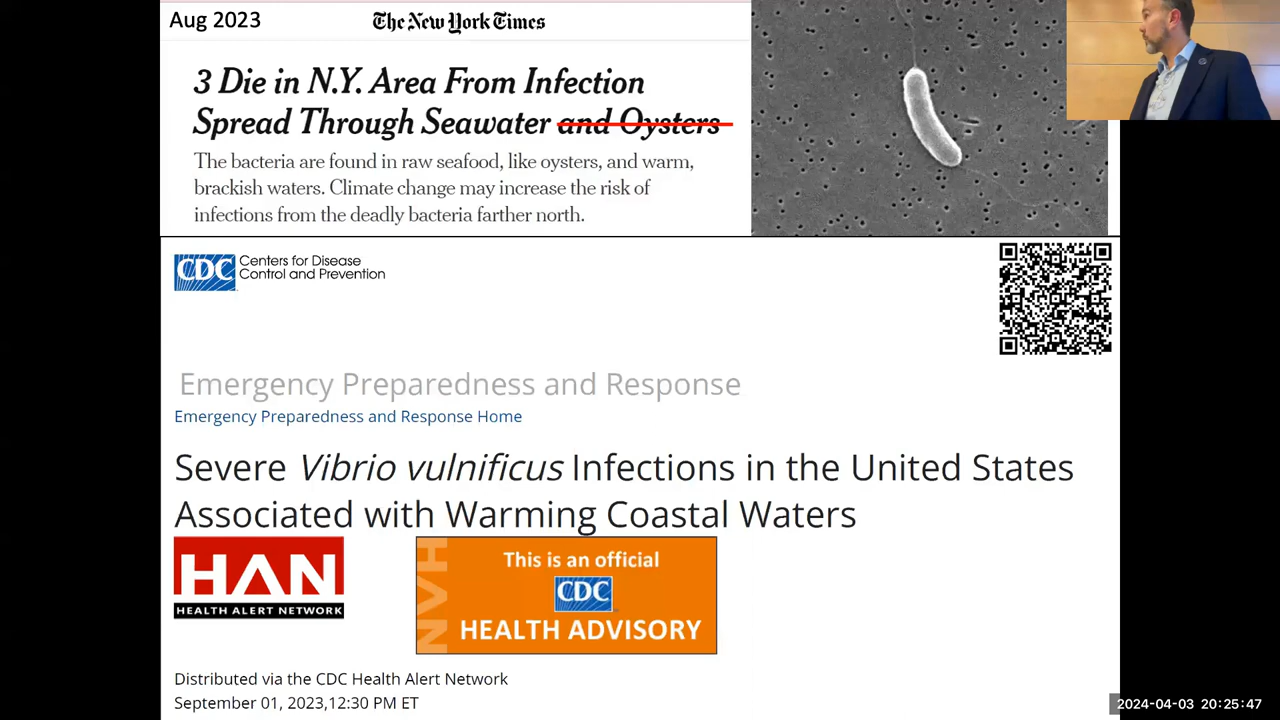 Aug 2023
The New York Times
3 Die in N.Y. Area From Infection
Spread Through Seawater and Oysters
The bacteria are found in raw seafood, like oysters, and warm,
brackish waters. Climate change may increase the risk of
infections from the deadly bacteria farther north.
CDC
Centers for Disease
Control and Prevention
Emergency Preparedness and Response
Emergency Preparedness and Response Home
Severe Vibrio vulnificus Infections in the United States
Associated with Warming Coastal Waters
HAN
HEALTH ALERT NETWORK
HAN
This is an official
CDC
HEALTH ADVISORY
Distributed via the CDC Health Alert Network
September 01, 2023,12:30 PM ET
2024-04-03 20:25:47